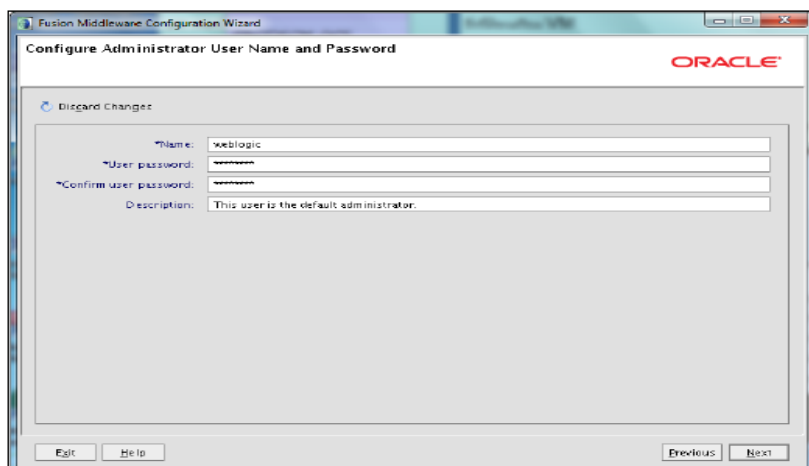 Fusion Middleware Configuration Wizard
Configure Administrator User Name and Password
ORACLE
Discard Changes
*Name: weblogic
*User password: ********
*Confirm user password: ********
Description: This user is the default administrator.
Exit Help Previous Next